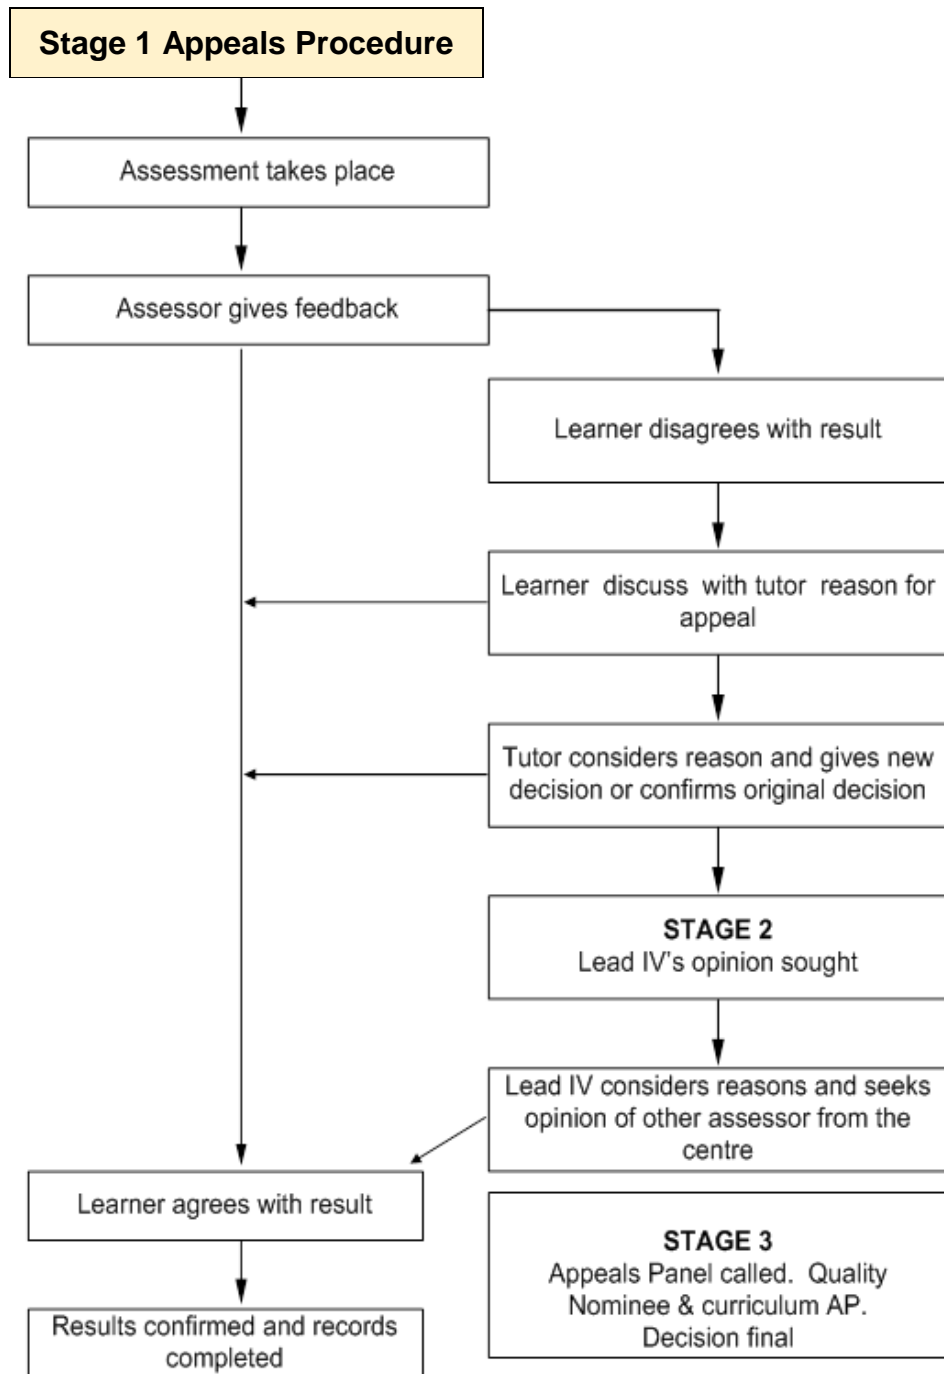 Stage 1 Appeals Procedure
Assessment takes place
Assessor gives feedback
Learner disagrees with result
Learner discuss with tutor reason for
appeal
Tutor considers reason and gives new
decision or confirms original decision
STAGE 2
Lead IV's opinion sought
Lead IV considers reasons and seeks
opinion of other assessor from the
centre
Learner agrees with result
STAGE 3
Appeals Panel called. Quality
Nominee & curriculum AP.
Decision final
Results confirmed and records
completed